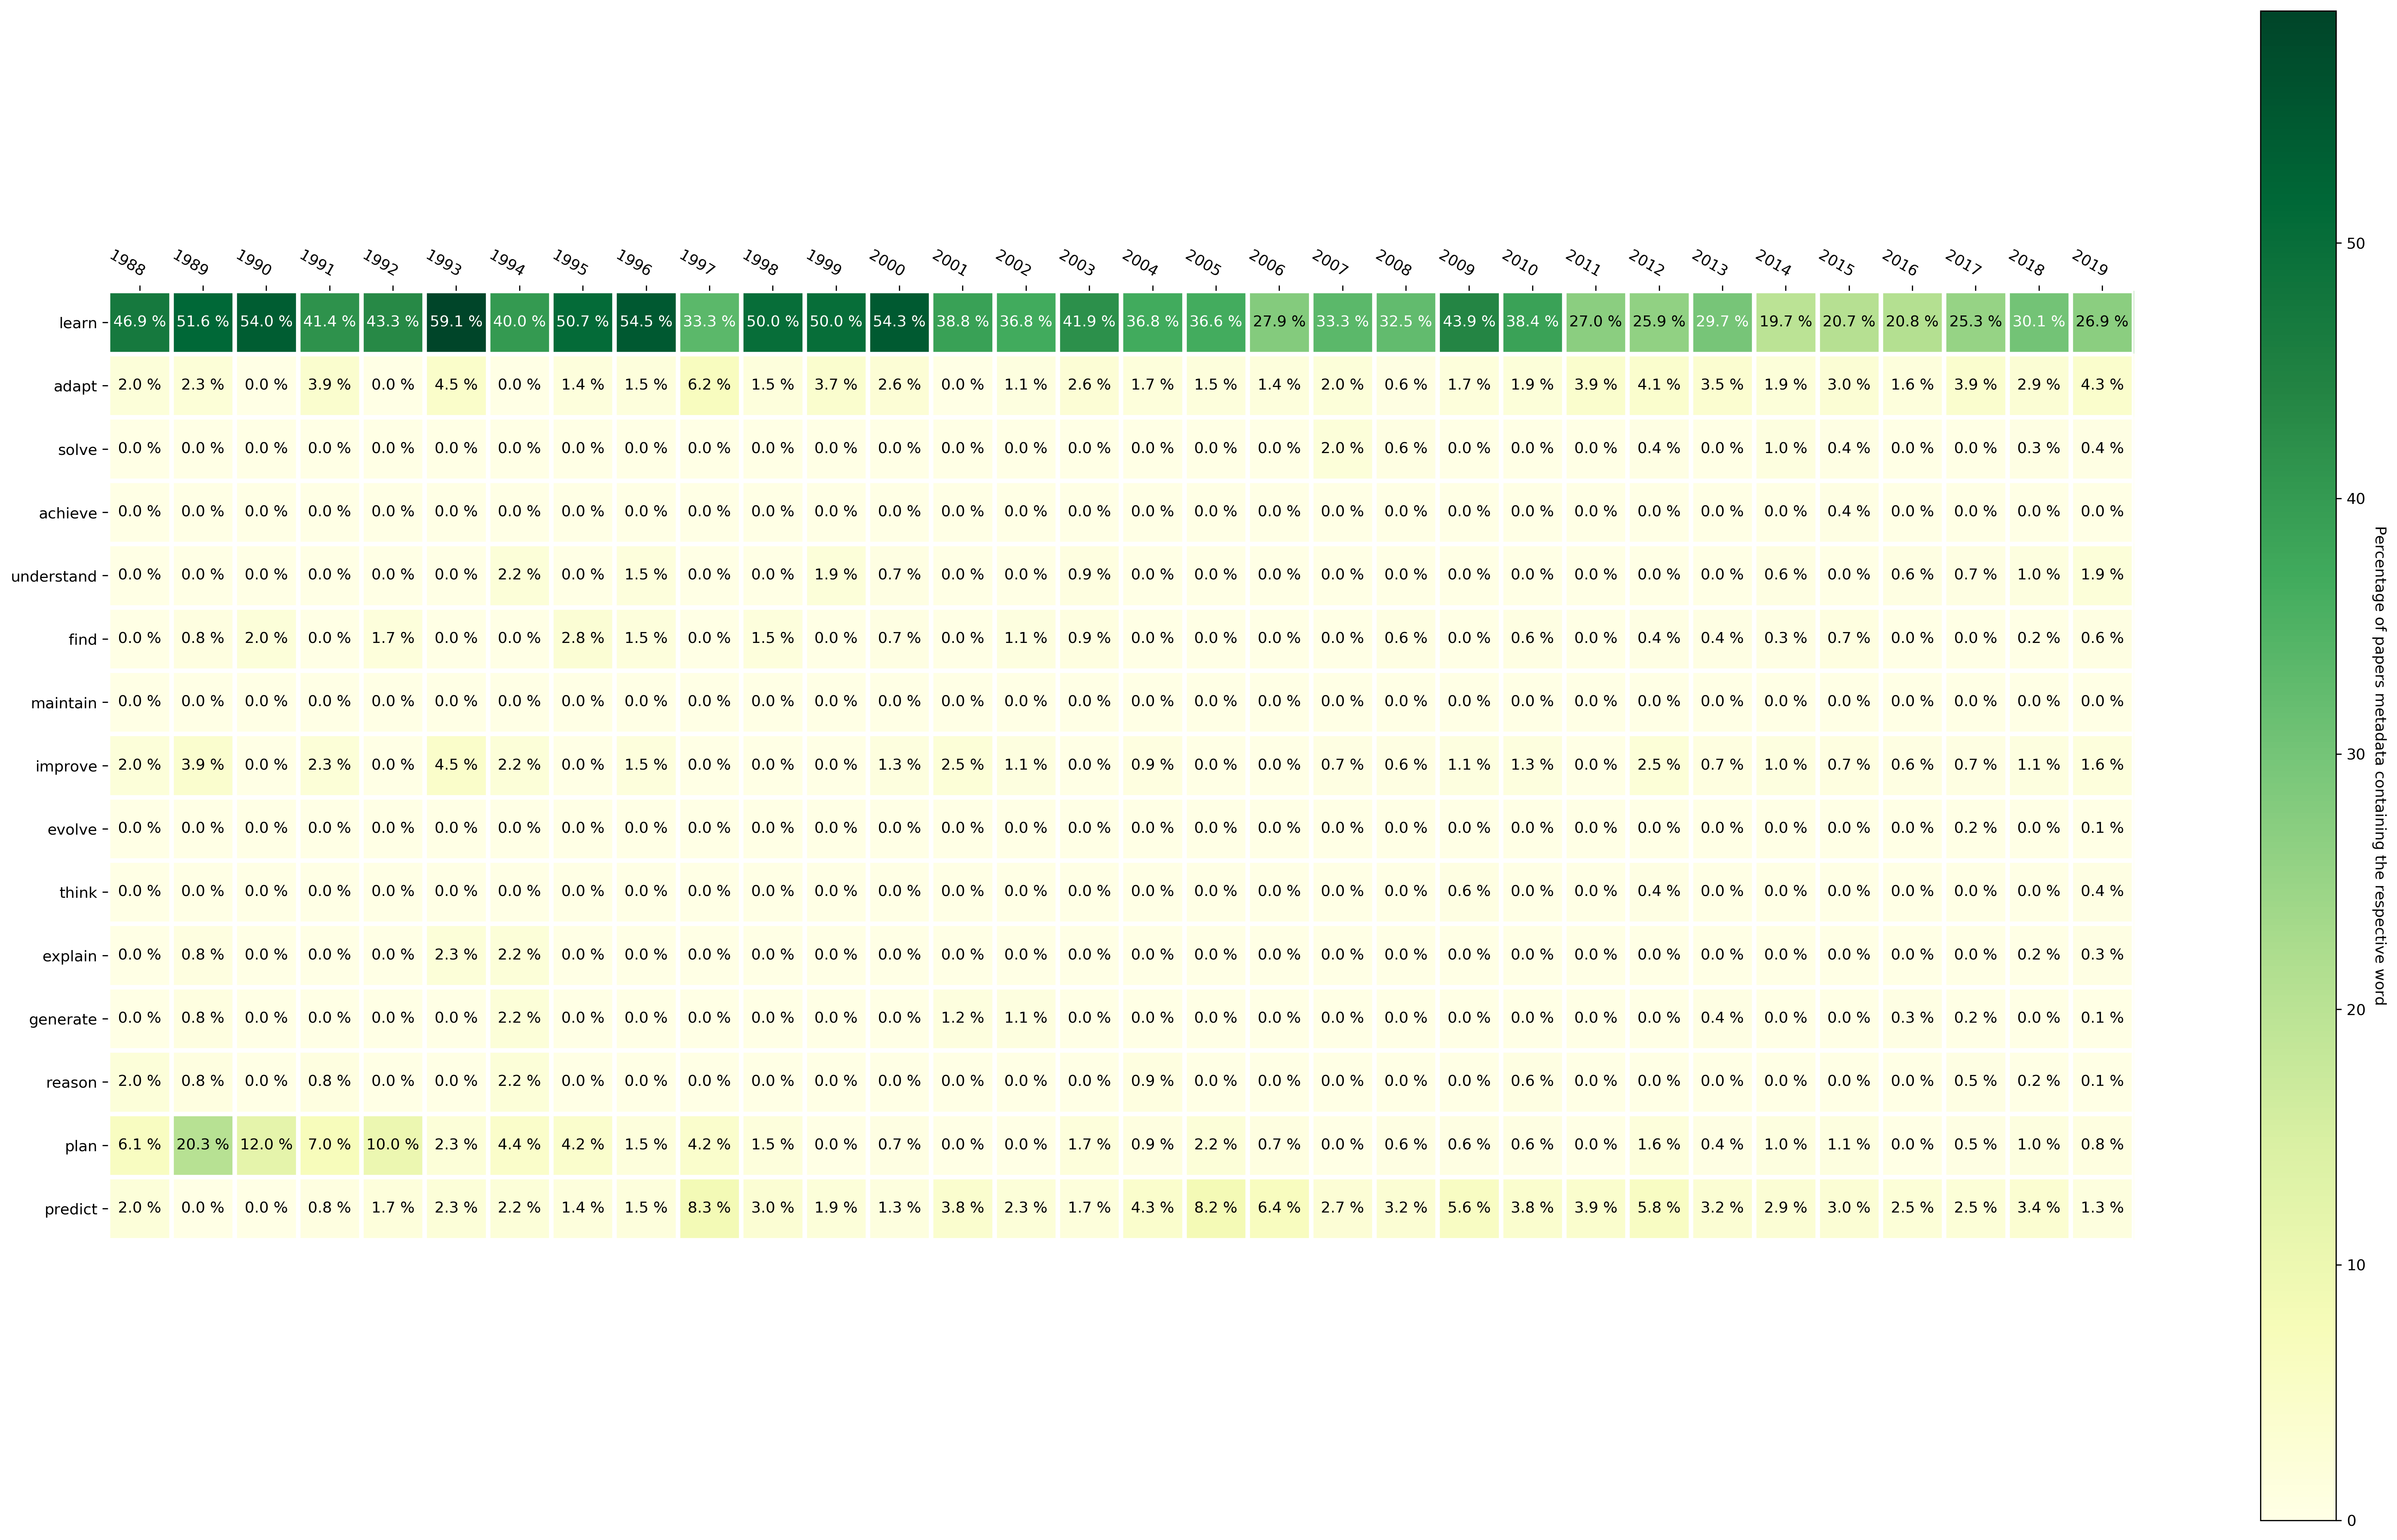 1988 1989 1990 1991 1992 1993 1994 1995 1996 1997 1998 1999 2000 2001 2002 2003 2004 2005 2006 2007 2008 2009 2010 2011 2012 2013 2014 2015 2016 2017 2018 2019
learn 46.9 % 51.6 % 54.0 % 41.4 % 43.3 % 59.1 % 40.0 % 50.7 % 54.5 % 33.3 % 50.0 % 50.0 % 54.3 % 38.8 % 36.8 % 41.9 % 36.8 % 36.6 % 27.9 % 33.3 % 32.5 % 43.9 % 38.4 % 27.0 % 25.9 % 29.7 % 19.7 % 20.7 % 20.8 % 25.3 % 30.1 % 26.9 %
adapt 2.0 % 2.3 % 0.0 % 3.9 % 0.0 % 4.5 % 0.0 % 1.4 % 1.5 % 6.2 % 1.5 % 3.7 % 2.6 % 0.0 % 1.1 % 2.6 % 1.7 % 1.5 % 1.4 % 2.0 % 0.6 % 1.7 % 1.9 % 3.9 % 4.1 % 3.5 % 1.9 % 3.0 % 1.6 % 3.9 % 2.9 % 4.3 %
solve 0.0 % 0.0 % 0.0 % 0.0 % 0.0 % 0.0 % 0.0 % 0.0 % 0.0 % 0.0 % 0.0 % 0.0 % 0.0 % 0.0 % 0.0 % 0.0 % 0.0 % 0.0 % 0.0 % 2.0 % 0.6 % 0.0 % 0.0 % 0.0 % 0.4 % 0.0 % 1.0 % 0.4 % 0.0 % 0.0 % 0.3 % 0.4 %
achieve 0.0 % 0.0 % 0.0 % 0.0 % 0.0 % 0.0 % 0.0 % 0.0 % 0.0 % 0.0 % 0.0 % 0.0 % 0.0 % 0.0 % 0.0 % 0.0 % 0.0 % 0.0 % 0.0 % 0.0 % 0.0 % 0.0 % 0.0 % 0.0 % 0.0 % 0.0 % 0.0 % 0.4 % 0.0 % 0.0 % 0.0 % 0.0 %
understand 0.0 % 0.0 % 0.0 % 0.0 % 0.0 % 0.0 % 2.2 % 0.0 % 1.5 % 0.0 % 0.0 % 1.9 % 0.7 % 0.0 % 0.0 % 0.9 % 0.0 % 0.0 % 0.0 % 0.0 % 0.0 % 0.0 % 0.0 % 0.0 % 0.0 % 0.0 % 0.6 % 0.0 % 0.6 % 0.7 % 1.0 % 1.9 %
find 0.0 % 0.8 % 2.0 % 0.0 % 1.7 % 0.0 % 0.0 % 2.8 % 1.5 % 0.0 % 1.5 % 0.0 % 0.7 % 0.0 % 1.1 % 0.9 % 0.0 % 0.0 % 0.0 % 0.0 % 0.6 % 0.0 % 0.6 % 0.0 % 0.4 % 0.4 % 0.3 % 0.7 % 0.0 % 0.0 % 0.2 % 0.6 %
maintain 0.0 % 0.0 % 0.0 % 0.0 % 0.0 % 0.0 % 0.0 % 0.0 % 0.0 % 0.0 % 0.0 % 0.0 % 0.0 % 0.0 % 0.0 % 0.0 % 0.0 % 0.0 % 0.0 % 0.0 % 0.0 % 0.0 % 0.0 % 0.0 % 0.0 % 0.0 % 0.0 % 0.0 % 0.0 % 0.0 % 0.0 % 0.0 %
improve 2.0 % 3.9 % 0.0 % 2.3 % 0.0 % 4.5 % 2.2 % 0.0 % 1.5 % 0.0 % 0.0 % 0.0 % 1.3 % 2.5 % 1.1 % 0.0 % 0.9 % 0.0 % 0.0 % 0.7 % 0.6 % 1.1 % 1.3 % 0.0 % 2.5 % 0.7 % 1.0 % 0.7 % 0.6 % 0.7 % 1.1 % 1.6 %
evolve 0.0 % 0.0 % 0.0 % 0.0 % 0.0 % 0.0 % 0.0 % 0.0 % 0.0 % 0.0 % 0.0 % 0.0 % 0.0 % 0.0 % 0.0 % 0.0 % 0.0 % 0.0 % 0.0 % 0.0 % 0.0 % 0.0 % 0.0 % 0.0 % 0.0 % 0.0 % 0.0 % 0.0 % 0.0 % 0.2 % 0.0 % 0.1 %
think 0.0 % 0.0 % 0.0 % 0.0 % 0.0 % 0.0 % 0.0 % 0.0 % 0.0 % 0.0 % 0.0 % 0.0 % 0.0 % 0.0 % 0.0 % 0.0 % 0.0 % 0.0 % 0.0 % 0.0 % 0.0 % 0.6 % 0.0 % 0.0 % 0.4 % 0.0 % 0.0 % 0.0 % 0.0 % 0.0 % 0.0 % 0.4 %
explain 0.0 % 0.8 % 0.0 % 0.0 % 0.0 % 2.3 % 2.2 % 0.0 % 0.0 % 0.0 % 0.0 % 0.0 % 0.0 % 0.0 % 0.0 % 0.0 % 0.0 % 0.0 % 0.0 % 0.0 % 0.0 % 0.0 % 0.0 % 0.0 % 0.0 % 0.0 % 0.0 % 0.0 % 0.0 % 0.0 % 0.2 % 0.3 %
generate 0.0 % 0.8 % 0.0 % 0.0 % 0.0 % 0.0 % 2.2 % 0.0 % 0.0 % 0.0 % 0.0 % 0.0 % 0.0 % 1.2 % 1.1 % 0.0 % 0.0 % 0.0 % 0.0 % 0.0 % 0.0 % 0.0 % 0.0 % 0.0 % 0.0 % 0.4 % 0.0 % 0.0 % 0.3 % 0.2 % 0.0 % 0.1 %
reason 2.0 % 0.8 % 0.0 % 0.8 % 0.0 % 0.0 % 2.2 % 0.0 % 0.0 % 0.0 % 0.0 % 0.0 % 0.0 % 0.0 % 0.0 % 0.0 % 0.9 % 0.0 % 0.0 % 0.0 % 0.0 % 0.0 % 0.6 % 0.0 % 0.0 % 0.0 % 0.0 % 0.0 % 0.0 % 0.5 % 0.2 % 0.1 %
plan 6.1 % 20.3 % 12.0 % 7.0 % 10.0 % 2.3 % 4.4 % 4.2 % 1.5 % 4.2 % 1.5 % 0.0 % 0.7 % 0.0 % 0.0 % 1.7 % 0.9 % 2.2 % 0.7 % 0.0 % 0.6 % 0.6 % 0.6 % 0.0 % 1.6 % 0.4 % 1.0 % 1.1 % 0.0 % 0.5 % 1.0 % 0.8 %
predict 2.0 % 0.0 % 0.0 % 0.8 % 1.7 % 2.3 % 2.2 % 1.4 % 1.5 % 8.3 % 3.0 % 1.9 % 1.3 % 3.8 % 2.3 % 1.7 % 4.3 % 8.2 % 6.4 % 2.7 % 3.2 % 5.6 % 3.8 % 3.9 % 5.8 % 3.2 % 2.9 % 3.0 % 2.5 % 2.5 % 3.4 % 1.3 %
50
40
30
20
10
0
Percentage of papers metadata containing the respective word